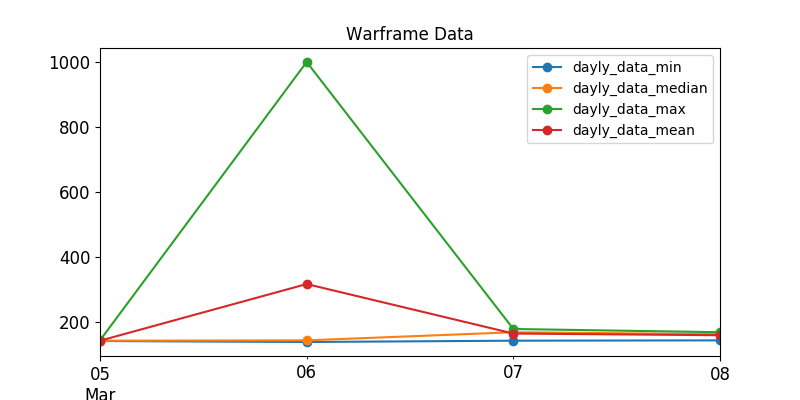 Warframe Data
dayly_data_min
dayly_data_median
dayly_data_max
dayly_data_mean
1000
800
600
400
200
05
06
07
08
Mar